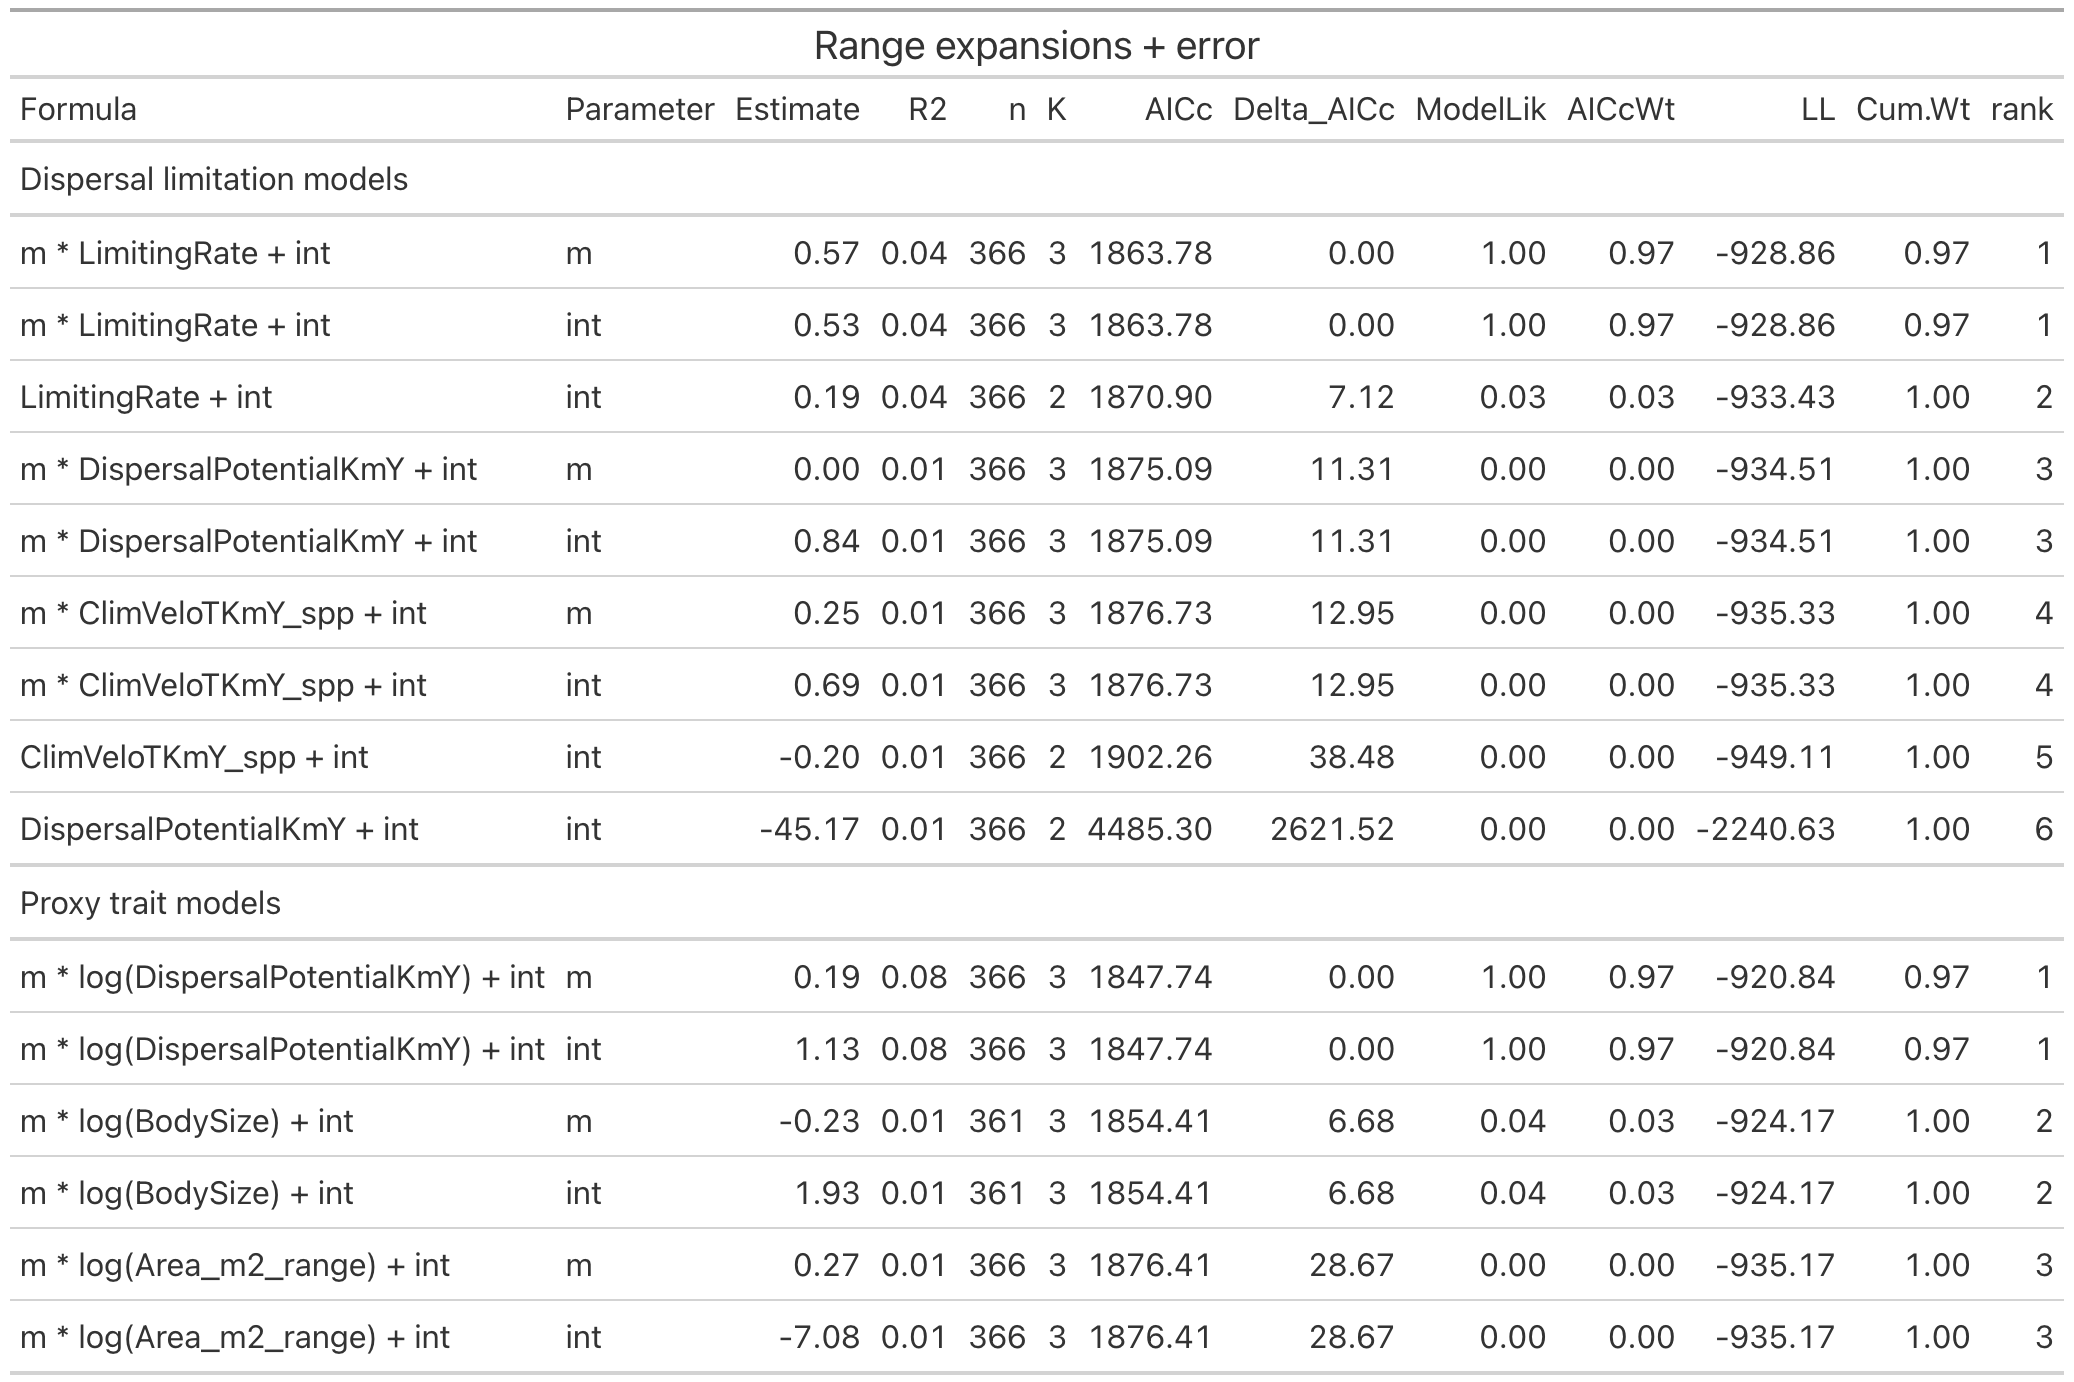 Range expansions + error
Formula Parameter Estimate R2 n K AICc Delta_AICc ModelLik AICcWt LL Cum.Wt rank
Dispersal limitation models
m * LimitingRate + int m 0.57 0.04 366 3 1863.78 0.00 1.00 0.97 -928.86 0.97 1
m * LimitingRate + int int 0.53 0.04 366 3 1863.78 0.00 1.00 0.97 -928.86 0.97 1
LimitingRate + int int 0.19 0.04 366 2 1870.90 7.12 0.03 0.03 -933.43 1.00 2
m * DispersalPotentialKmY + int m 0.00 0.01 366 3 1875.09 11.31 0.00 0.00 -934.51 1.00 3
m * DispersalPotentialKmY + int int 0.84 0.01 366 3 1875.09 11.31 0.00 0.00 -934.51 1.00 3
m * ClimVeloTKmY_spp + int m 0.25 0.01 366 3 1876.73 12.95 0.00 0.00 -935.33 1.00 4
m * ClimVeloTKmY_spp + int int 0.69 0.01 366 3 1876.73 12.95 0.00 0.00 -935.33 1.00 4
ClimVeloTKmY_spp + int int -0.20 0.01 366 2 1902.26 38.48 0.00 0.00 -949.11 1.00 5
DispersalPotentialKmY + int int -45.17 0.01 366 2 4485.30 2621.52 0.00 0.00 -2240.63 1.00 6
Proxy trait models
m * log(DispersalPotentialKmY) + int m 0.19 0.08 366 3 1847.74 0.00 1.00 0.97 -920.84 0.97 1
m * log(DispersalPotentialKmY) + int int 1.13 0.08 366 3 1847.74 0.00 1.00 0.97 -920.84 0.97 1
m * log(BodySize) + int m -0.23 0.01 361 3 1854.41 6.68 0.04 0.03 -924.17 1.00 2
m * log(BodySize) + int int 1.93 0.01 361 3 1854.41 6.68 0.04 0.03 -924.17 1.00 2
m * log(Area_m2_range) + int m 0.27 0.01 366 3 1876.41 28.67 0.00 0.00 -935.17 1.00 3
m * log(Area_m2_range) + int int -7.08 0.01 366 3 1876.41 28.67 0.00 0.00 -935.17 1.00 3